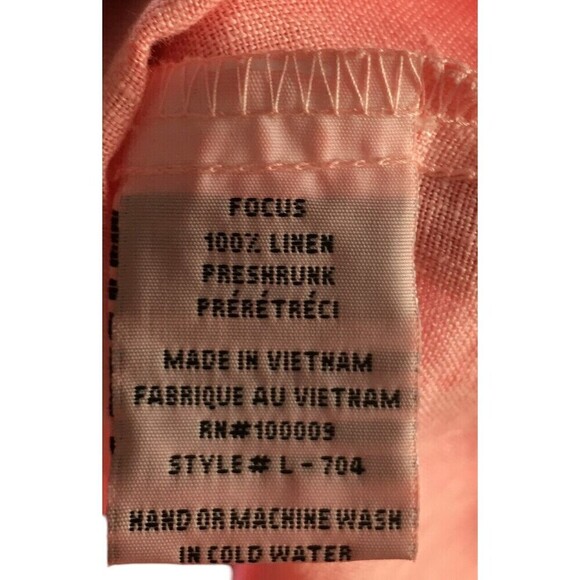 FOCUS
100% LINEN
PRESHRUNK
PRÉRÉTRÉCI
MADE IN VIETNAM
FABRIQUE AU VIETNAM
RN#100009
STYLE# L-704
HAND OR MACHINE WASH
IN COLD WATER